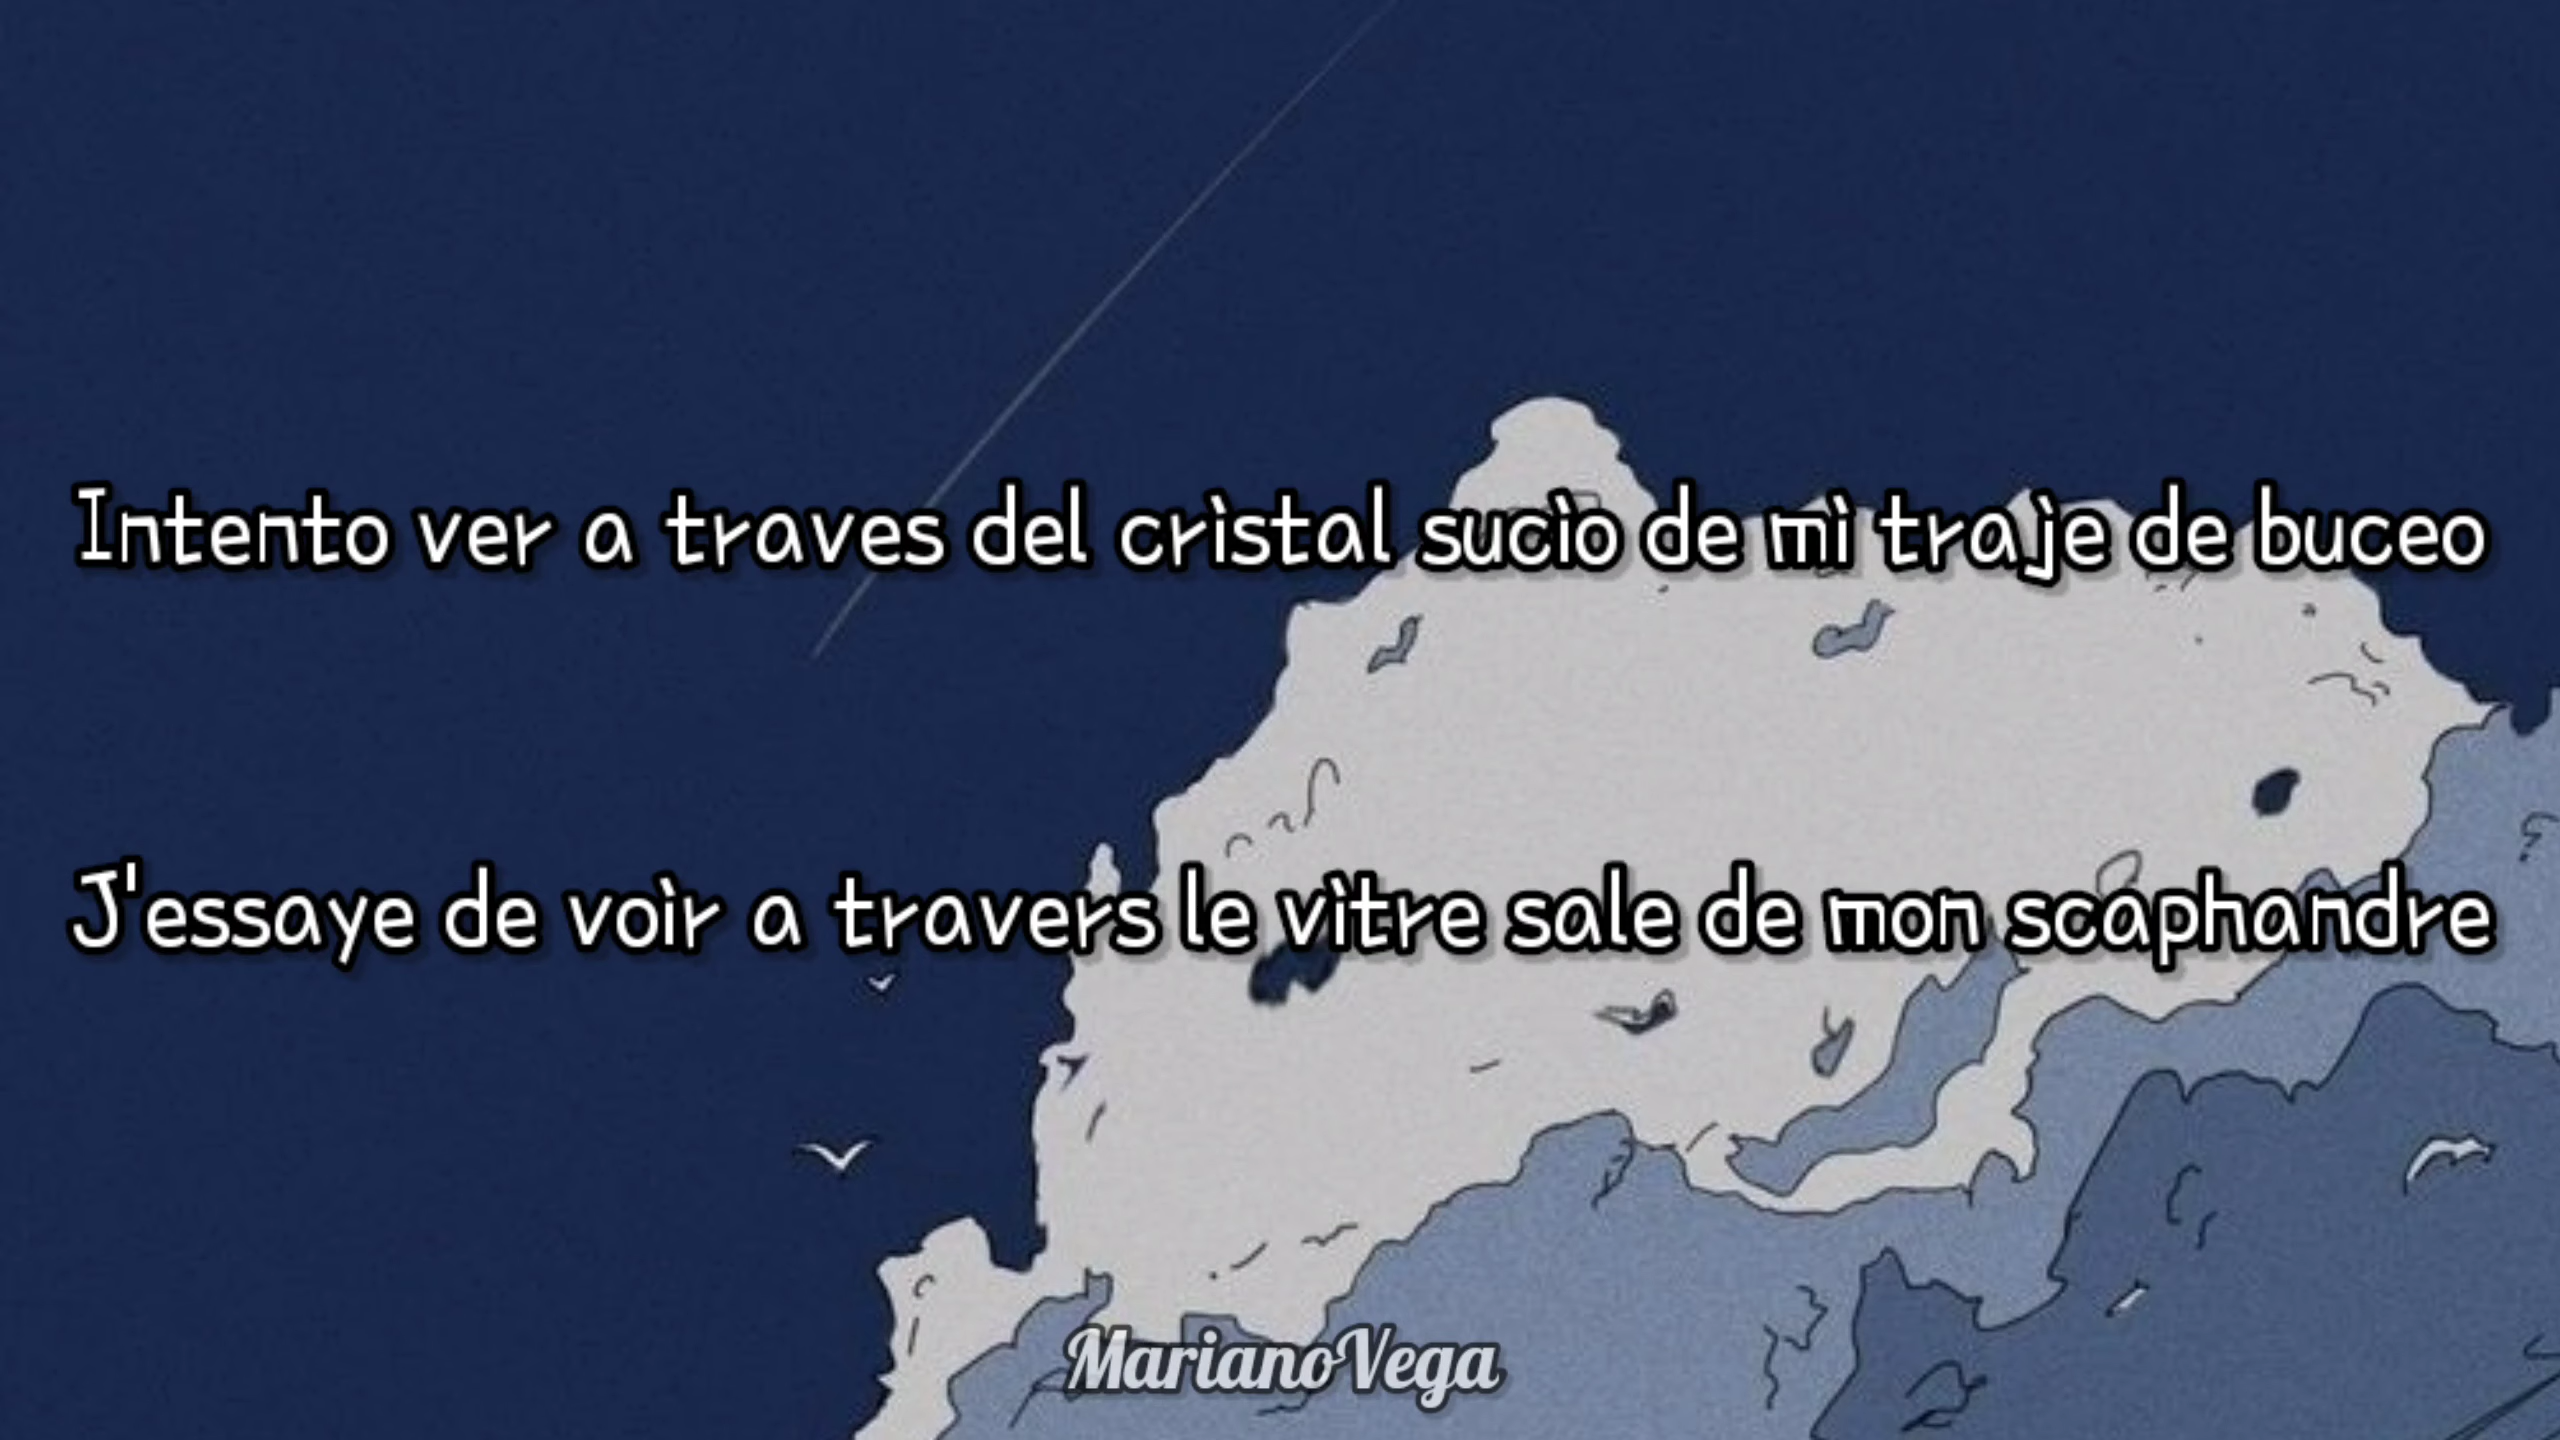 Intento ver a traves del cristal sucio de mi traje de buceo
J'essaye de voir a travers le vitre sale de mon scaphandre
MarianoVega